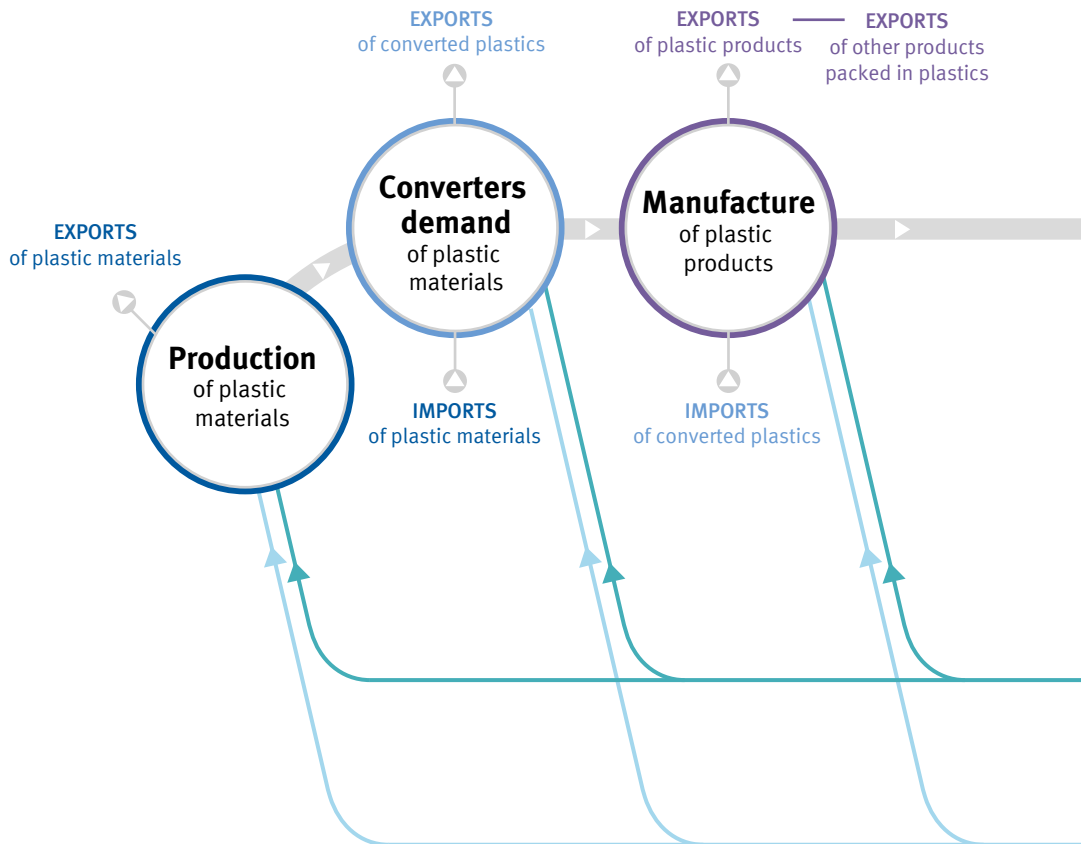 EXPORTS
of converted plastics
EXPORTS
of plastic products
EXPORTS
of other products
packed in plastics
Converters
demand
of plastic
materials
Manufacture
of plastic
products
EXPORTS
of plastic materials
Production
of plastic
materials
IMPORTS
of plastic materials
IMPORTS
of converted plastics